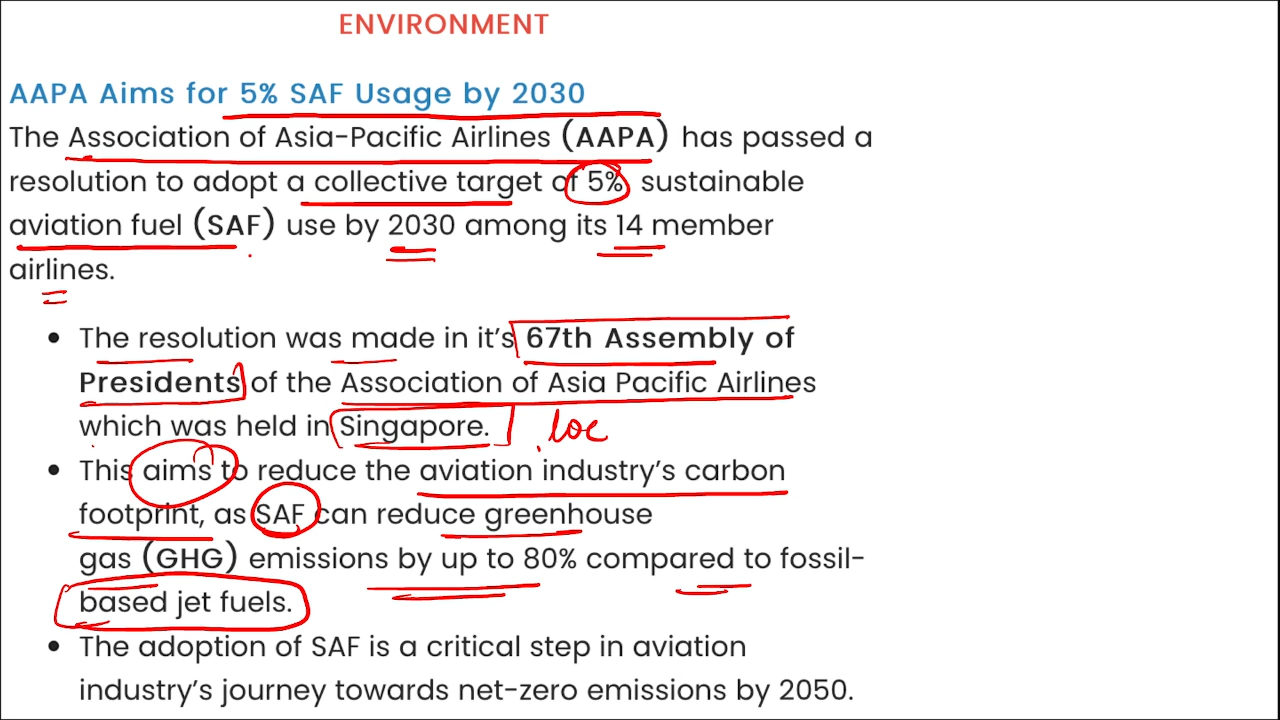 ENVIRONMENT
AAPA Aims for 5% SAF Usage by 2030
The Association of Asia-Pacific Airlines (AAPA) has passed a
resolution to adopt a collective target of 5% sustainable
aviation fuel (SAF) use by 2030 among its 14 member
airlines.
• The resolution was made in it's 67th Assembly of
Presidents of the Association of Asia Pacific Airlines
which was held in Singapore. loc
• This aims to reduce the aviation industry's carbon
footprint, as SAF can reduce greenhouse
gas (GHG) emissions by up to 80% compared to fossil-
based jet fuels.
• The adoption of SAF is a critical step in aviation
industry's journey towards net-zero emissions by 2050.